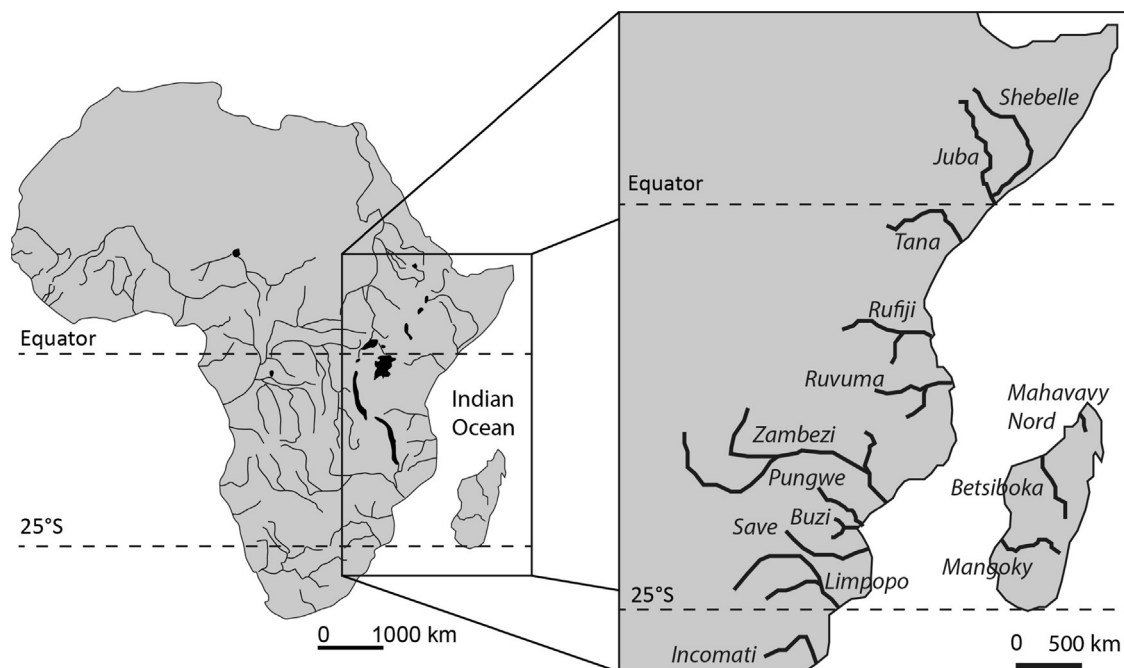 Equator
Indian
Ocean
25°S
0 1000 km
Shebelle
Juba
Equator
Tana
Rufiji
Ruvuma
Mahavavy
Nord
Zambezi
Pungwe
Betsiboka
Buzi
Save
Mangoky
Limpopo
25°S
Incomati
0 500 km